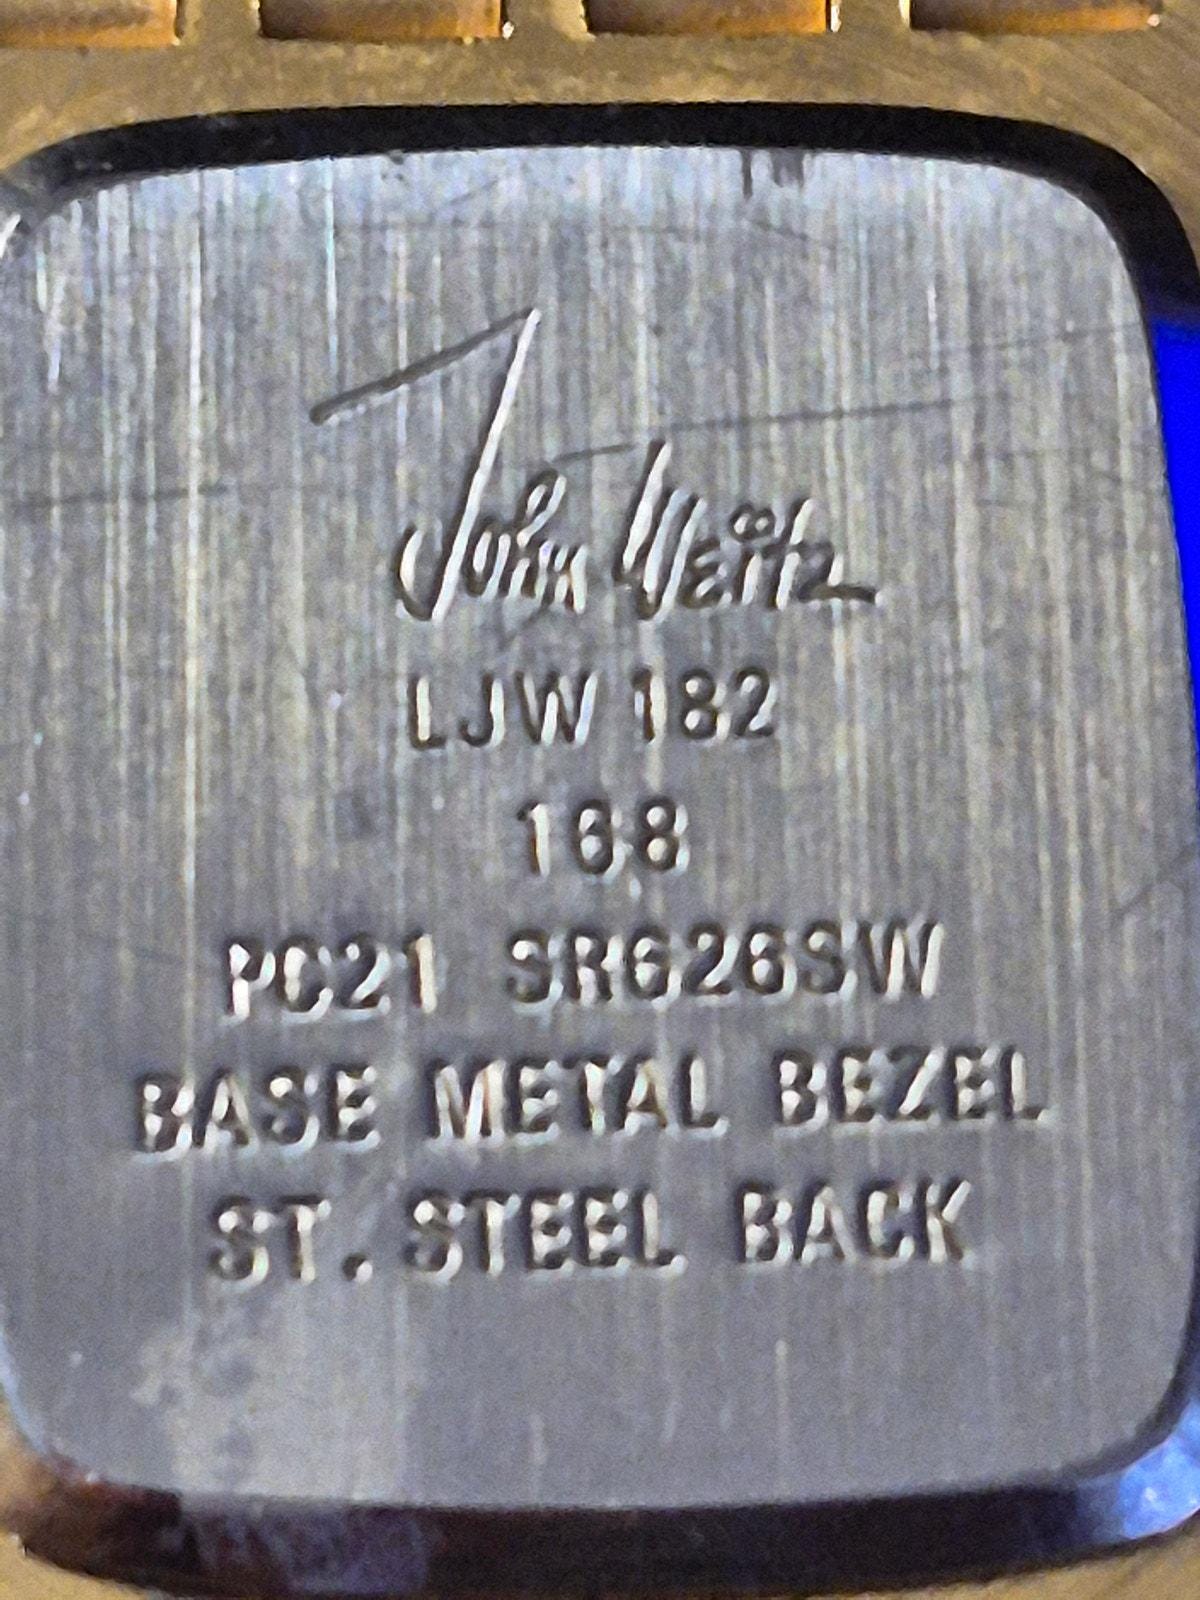 John Weitz
LJW 182
168
PC21 SR626SW
BASE METAL BEZEL
ST. STEEL BACK